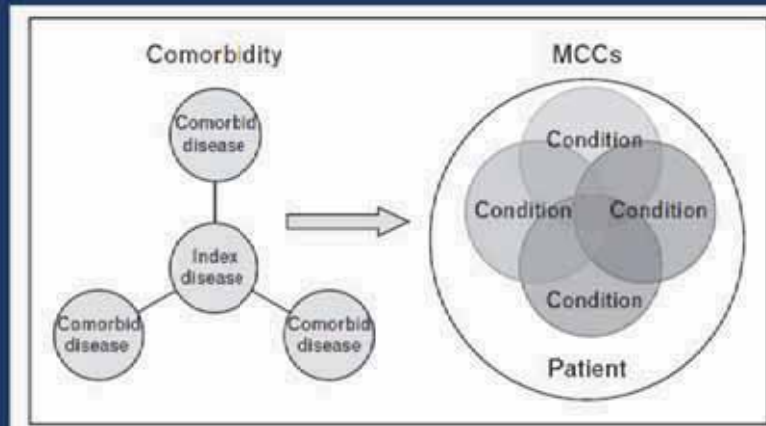 Comorbidity
Comorbid
disease
Index
disease
Comorbid
disease
Comorbid
disease
MCCs
Condition
Condition
Condition
Condition
Patient